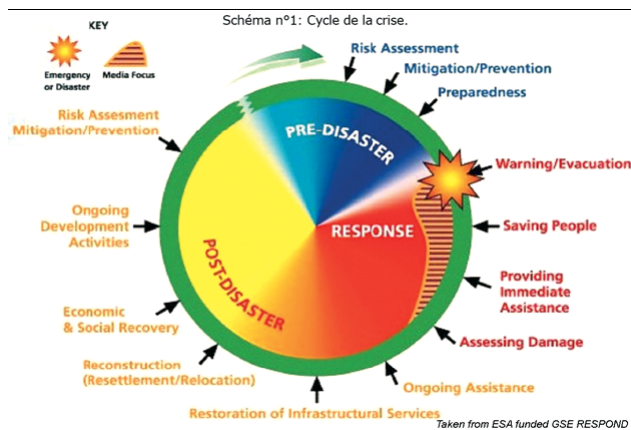 Schéma n°1: Cycle de la crise.
KEY
Emergency
or Disaster
Media Focus
Risk Assessment
Mitigation/Prevention
Preparedness
Warning/Evacuation
Saving People
Providing
Immediate
Assistance
Assessing Damage
Ongoing Assistance
Restoration of Infrastructural Services
Reconstruction
(Resettlement/Relocation)
Economic
& Social Recovery
Ongoing
Development
Activities
Risk Assesment
Mitigation/Prevention
PRE-DISASTER
RESPONSE
POST-DISASTER
Taken from ESA funded GSE RESPOND